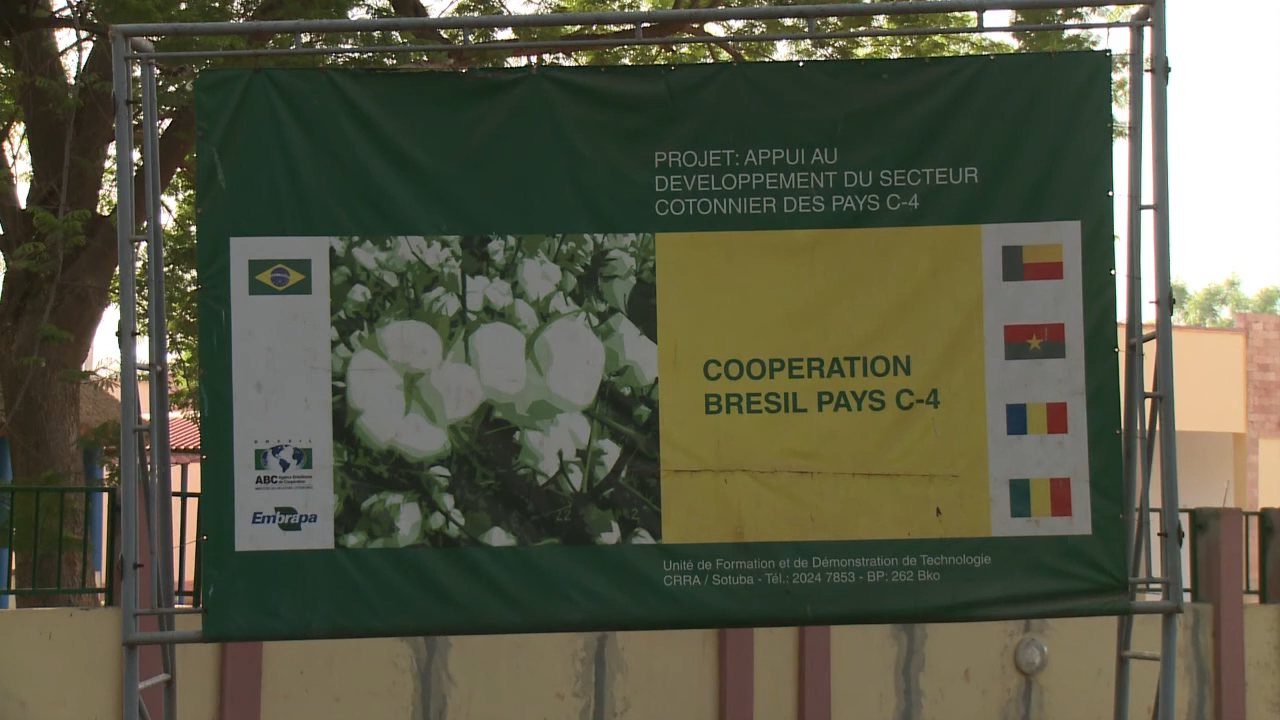 PROJET: APPUI AU
DEVELOPPEMENT DU SECTEUR
COTONNIER DES PAYS C-4
COOPERATION
BRESIL PAYS C-4
BRESIL
ABC
Embrapa
Unité de Formation et de Démonstration de Technologie
CRRA / Sotuba - Tél.: 2024 7853 - BP: 262 Bko